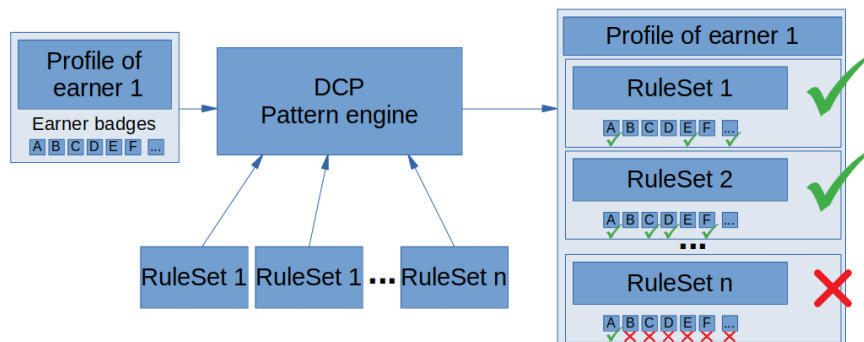 Profile of
earner 1
Earner badges
A B C D E F ...
DCP
Pattern engine
RuleSet 1
RuleSet 1
...
RuleSet n
Profile of earner 1
RuleSet 1
A B C D E F ...
RuleSet 2
A B C D E F ...
...
RuleSet n
A B C D E F ...